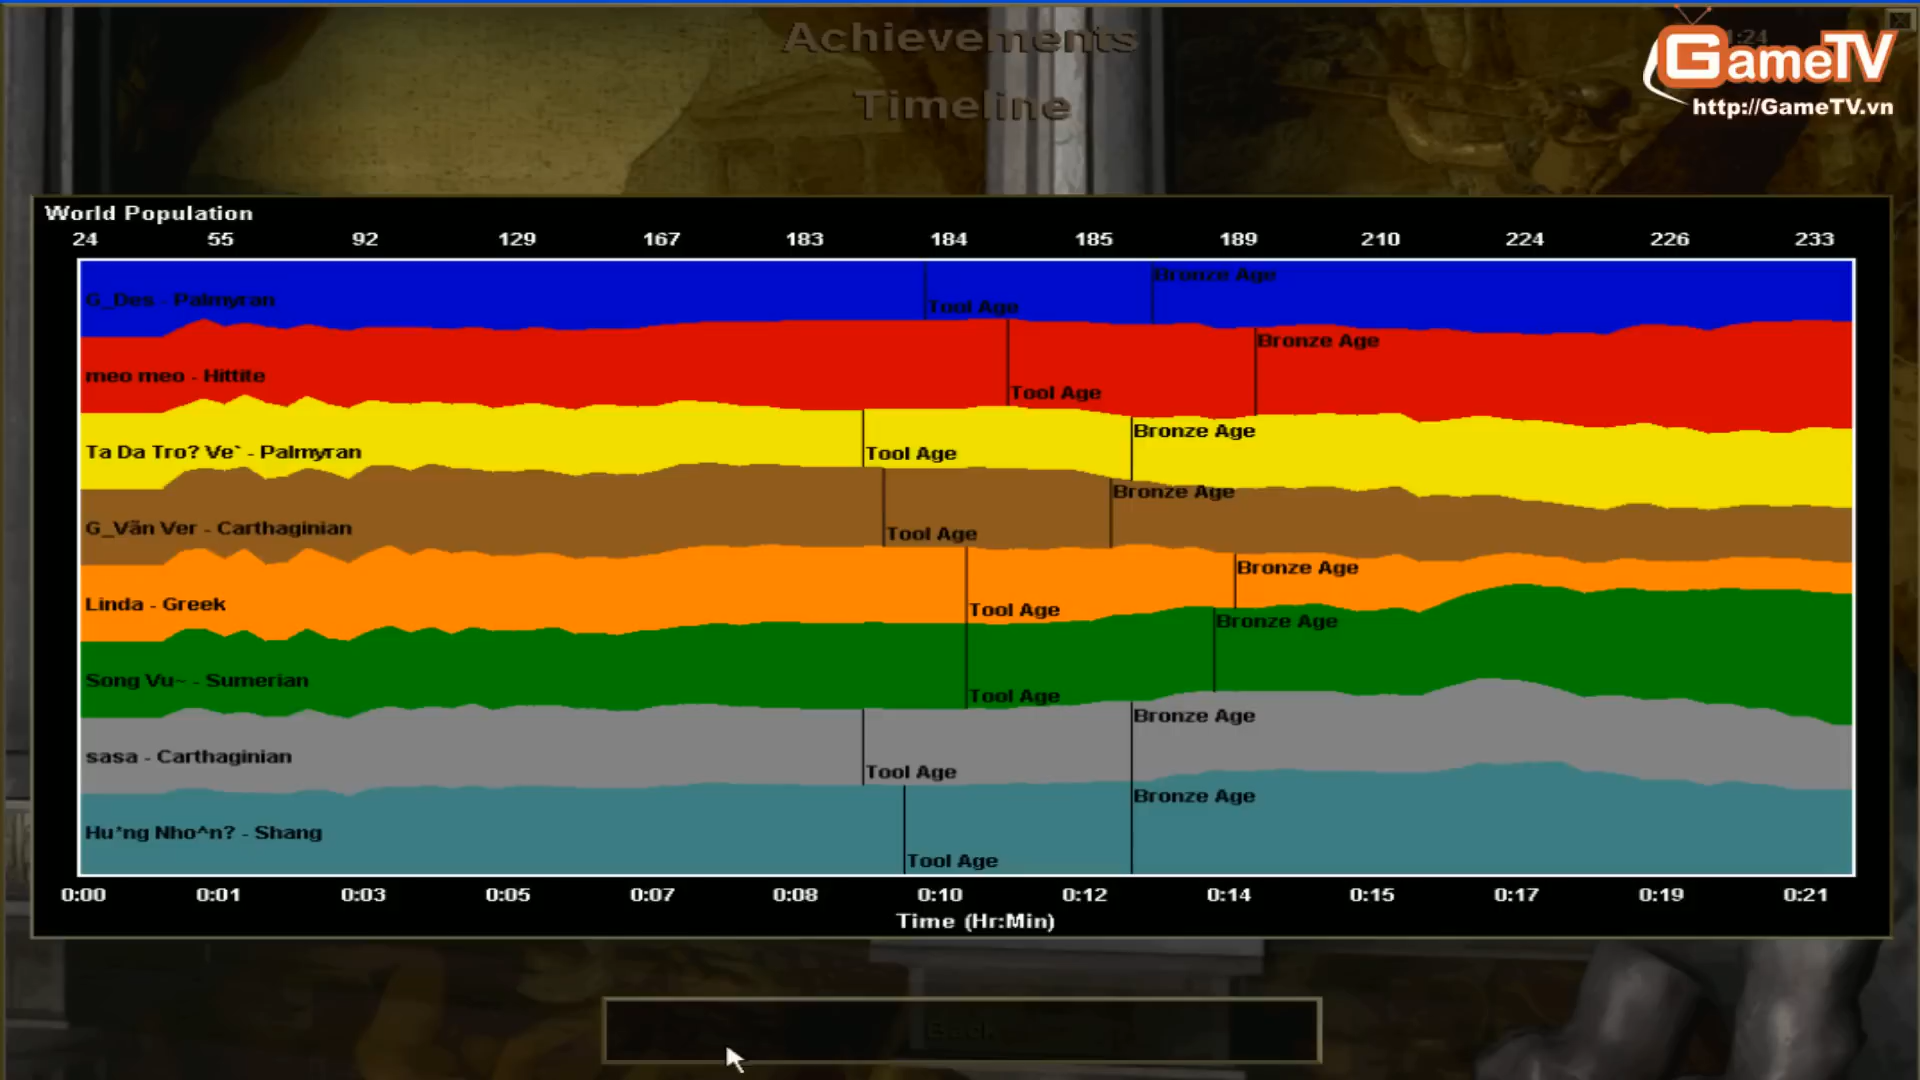 Achievements
1:24
GameTV
Timeline
http://GameTV.vn
World Population
24 55 92 129 167 183 184 185 189 210 224 226 233
G_Des - Palmyran
Tool Age
Bronze Age
meo meo - Hittite
Tool Age
Bronze Age
Ta Da Tro? Ve` - Palmyran
Tool Age
Bronze Age
G_Văn Ver - Carthaginian
Tool Age
Bronze Age
Linda - Greek
Tool Age
Bronze Age
Song Vu~ - Sumerian
Tool Age
Bronze Age
sasa - Carthaginian
Tool Age
Bronze Age
Hu*ng Nho^n? - Shang
Tool Age
Bronze Age
0:00 0:01 0:03 0:05 0:07 0:08 0:10 0:12 0:14 0:15 0:17 0:19 0:21
Time (Hr:Min)
Back